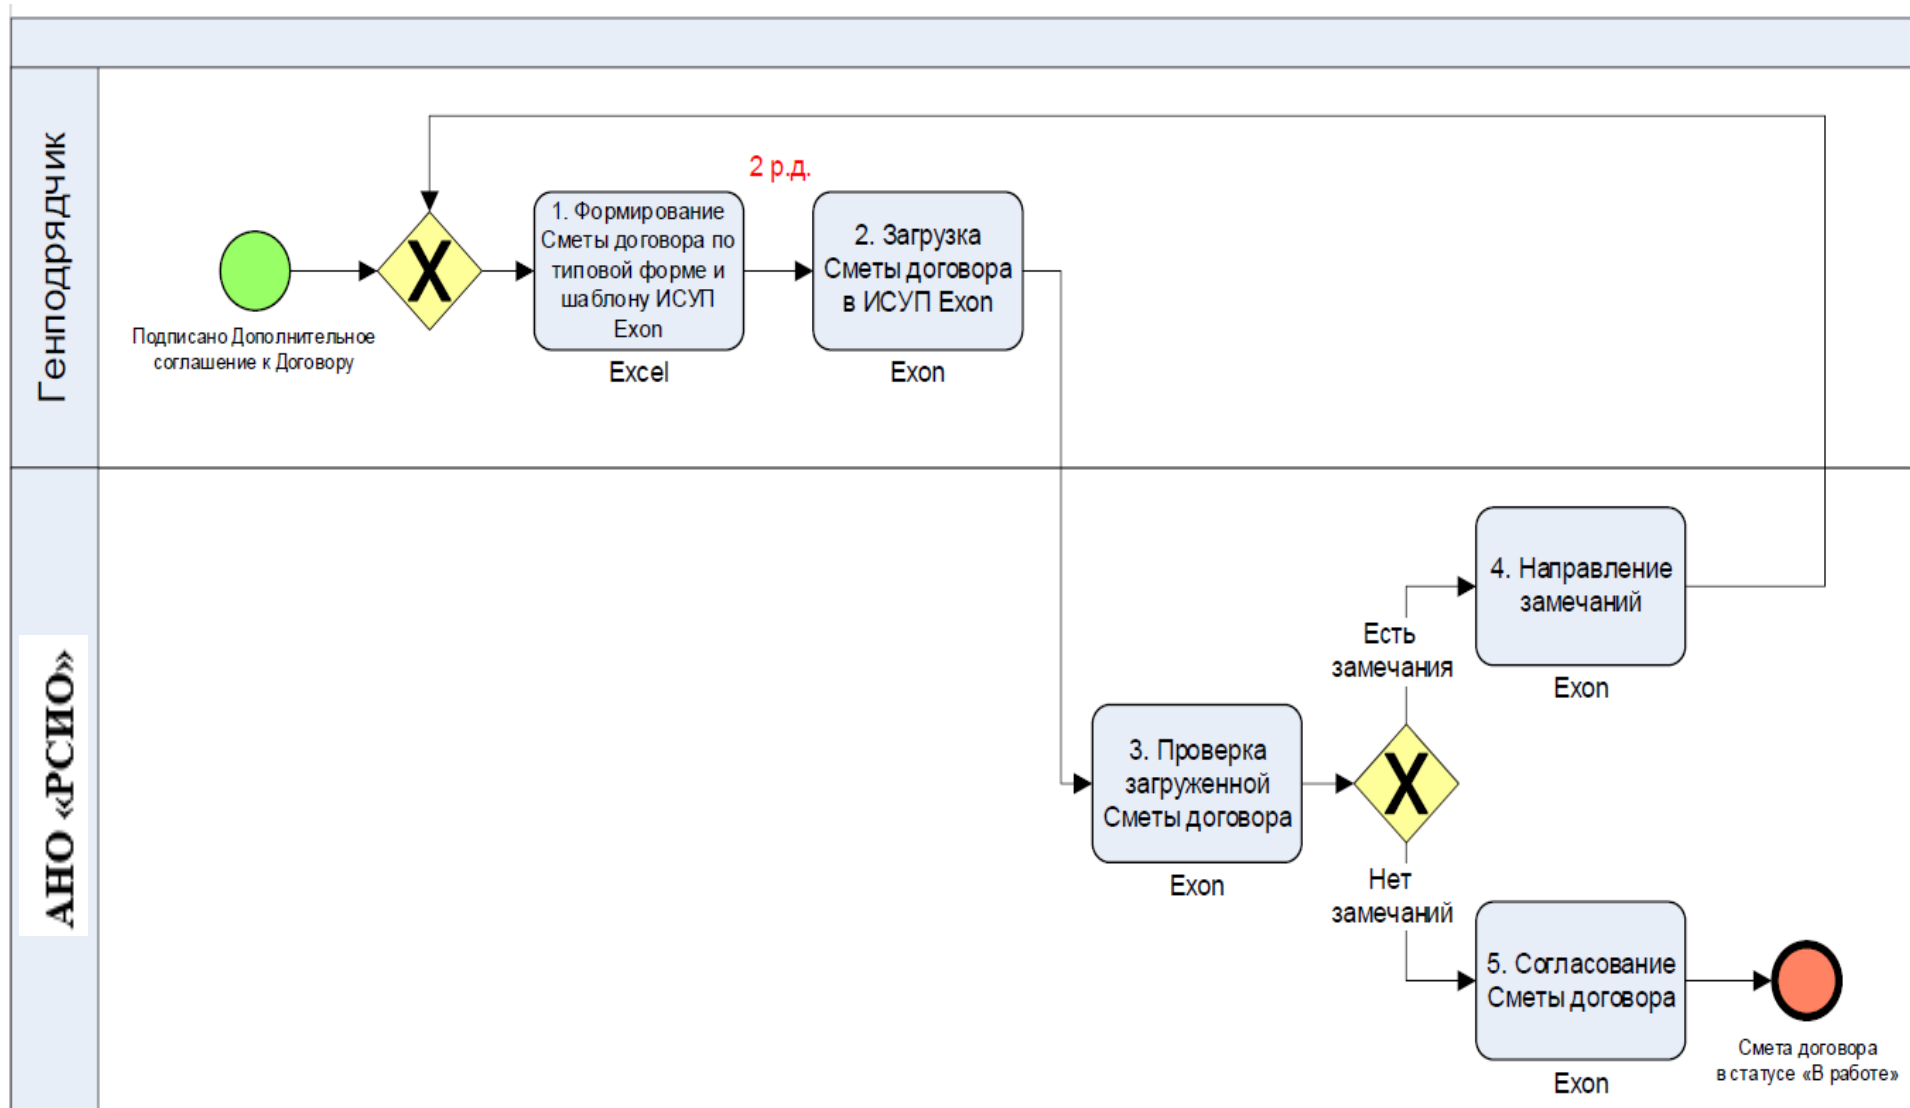 Генподрядчик
2 р.д.
1. Формирование
Сметы договора по
типовой форме и
шаблону ИСУП
Exon
Excel
2. Загрузка
Сметы договора
в ИСУП Exon
Exon
X
Подписано Дополнительное
соглашение к Договору
АНО «РСИО»
4. Направление
замечаний
Exon
Есть
замечания
3. Проверка
загруженной
Сметы договора
Exon
X
Нет
замечаний
5. Согласование
Сметы договора
Exon
Смета договора
в статусе «В работе»